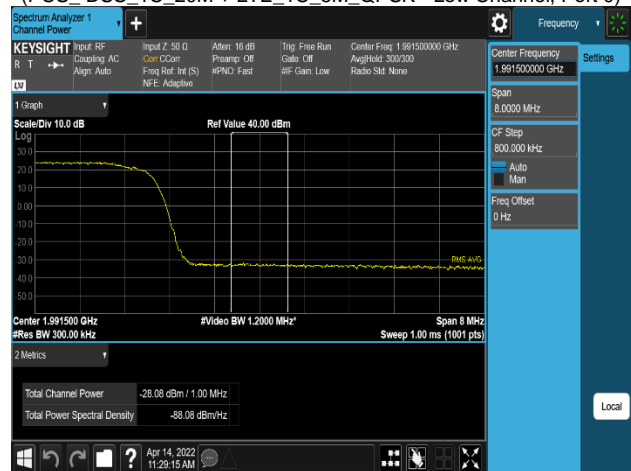 Spectrum Analyzer 1
Channel Power
+
Frequency
KEYSIGHT
R T
LXI
Input: RF
Coupling: AC
Align: Auto
Input Z: 50 Ω
Corr CCorr
Freq Ref: Int (S)
NFE: Adaptive
Atten: 16 dB
Preamp: Off
#PNO: Fast
Trig: Free Run
Gate: Off
#IF Gain: Low
Center Freq: 1.991500000 GHz
Avg|Hold: 300/300
Radio Std: None
Center Frequency
1.991500000 GHz
Settings
Span
8.0000 MHz
CF Step
800.000 kHz
Auto
Man
Freq Offset
0 Hz
1 Graph
Scale/Div 10.0 dB
Ref Value 40.00 dBm
Log
30.0
20.0
10.0
0.00
-10.0
-20.0
-30.0
-40.0
-50.0
RMS AVG
Center 1.991500 GHz
#Video BW 1.2000 MHz*
Span 8 MHz
#Res BW 300.00 kHz
Sweep 1.00 ms (1001 pts)
2 Metrics
Total Channel Power
-28.08 dBm / 1.00 MHz
Total Power Spectral Density
-88.08 dBm/Hz
Local
?
Apr 14, 2022
11:29:15 AM